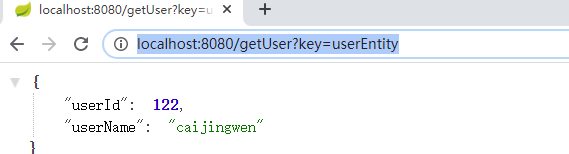 localhost:8080/getUser?key=u
localhost:8080/getUser?key=userEntity
{
"userId": 122,
"userName": "caijingwen"
}